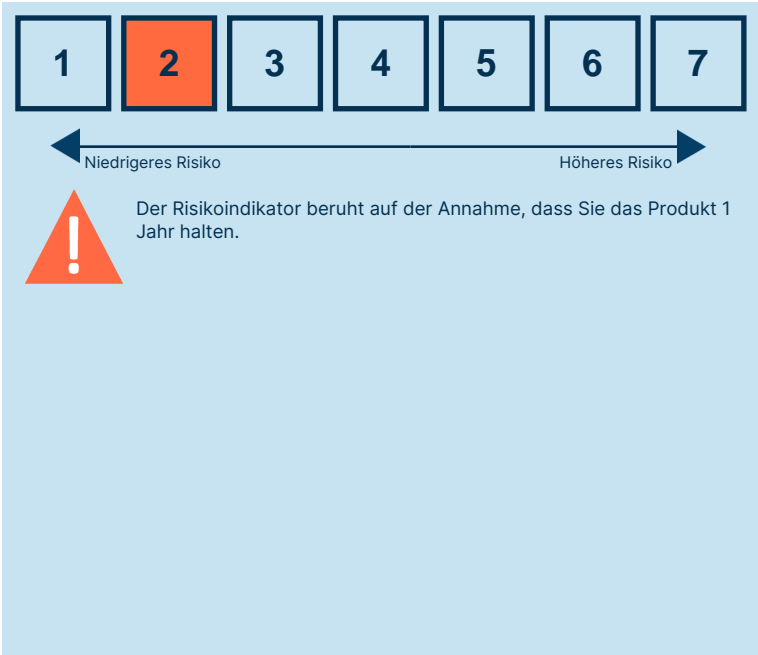 1 2 3 4 5 6 7
Niedrigeres Risiko Höheres Risiko
!
Der Risikoindikator beruht auf der Annahme, dass Sie das Produkt 1
Jahr halten.